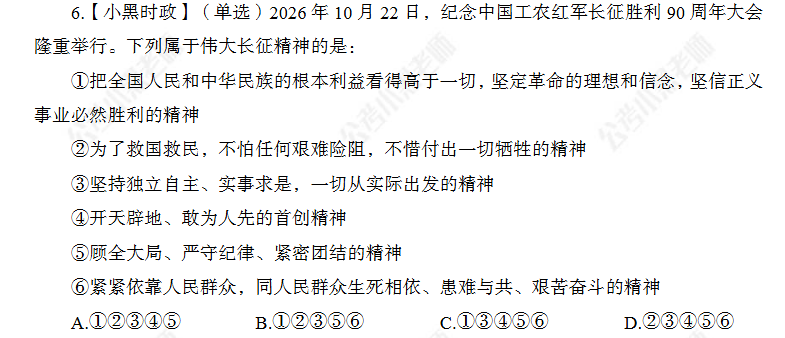 6.【小黑时政】（单选）2026 年 10 月 22 日，纪念中国工农红军长征胜利 90 周年大会
隆重举行。下列属于伟大长征精神的是：
①把全国人民和中华民族的根本利益看得高于一切，坚定革命的理想和信念，坚信正义
事业必然胜利的精神
②为了救国救民，不怕任何艰难险阻，不惜付出一切牺牲的精神
③坚持独立自主、实事求是，一切从实际出发的精神
④开天辟地、敢为人先的首创精神
⑤顾全大局、严守纪律、紧密团结的精神
⑥紧紧依靠人民群众，同人民群众生死相依、患难与共、艰苦奋斗的精神
A.①②③④⑤ B.①②③⑤⑥ C.①③④⑤⑥ D.②③④⑤⑥